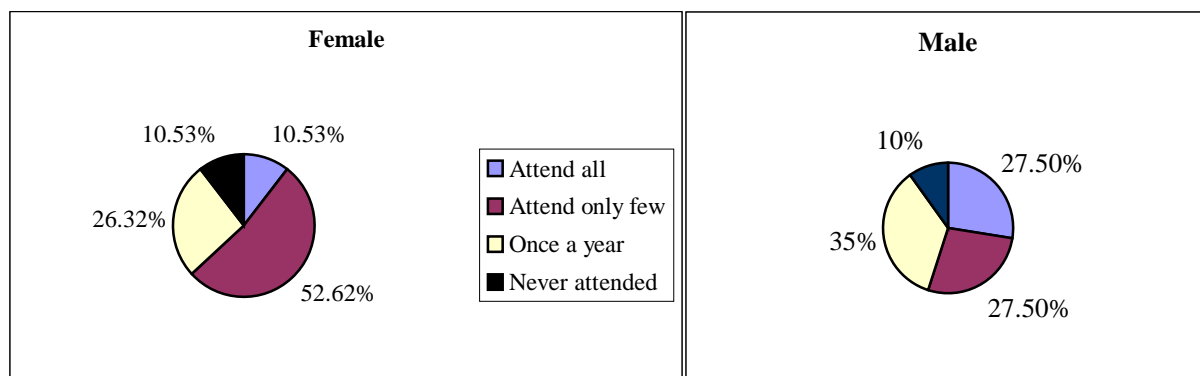 Female
10.53% 10.53%
26.32%
52.62%
Attend all
Attend only few
Once a year
Never attended
Male
10%
27.50%
35%
27.50%